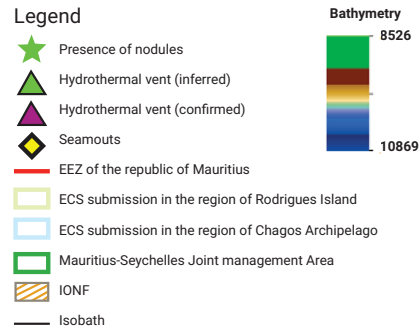 Legend
Presence of nodules
Hydrothermal vent (inferred)
Hydrothermal vent (confirmed)
Seamouts
EEZ of the republic of Mauritius
ECS submission in the region of Rodrigues Island
ECS submission in the region of Chagos Archipelago
Mauritius-Seychelles Joint management Area
IONF
Isobath
Bathymetry
8526
10869